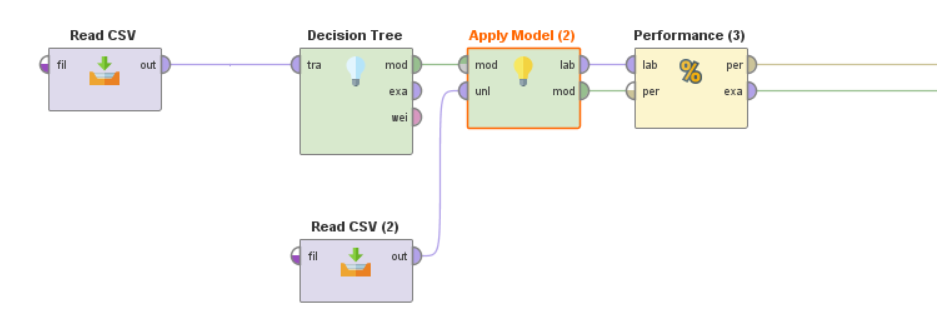 Read CSV
fil out
Decision Tree
tra mod
exa
wei
Apply Model (2)
mod lab
unl mod
Performance (3)
lab per
per exa
%
Read CSV (2)
fil out